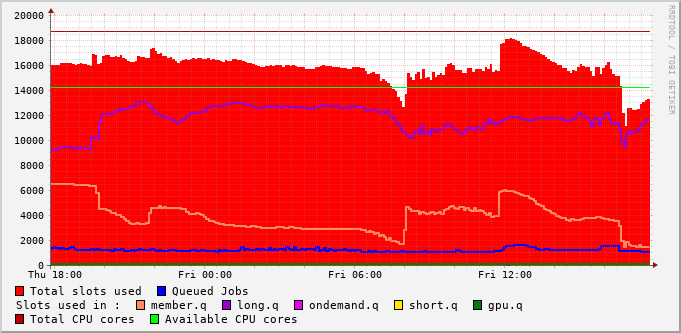 20000
18000
16000
14000
12000
10000
8000
6000
4000
2000
0
Thu 18:00 Fri 00:00 Fri 06:00 Fri 12:00
RRDTOOL / TOBI OETIKER
Total slots used Queued Jobs
Slots used in : member.q long.q ondemand.q short.q gpu.q
Total CPU cores Available CPU cores